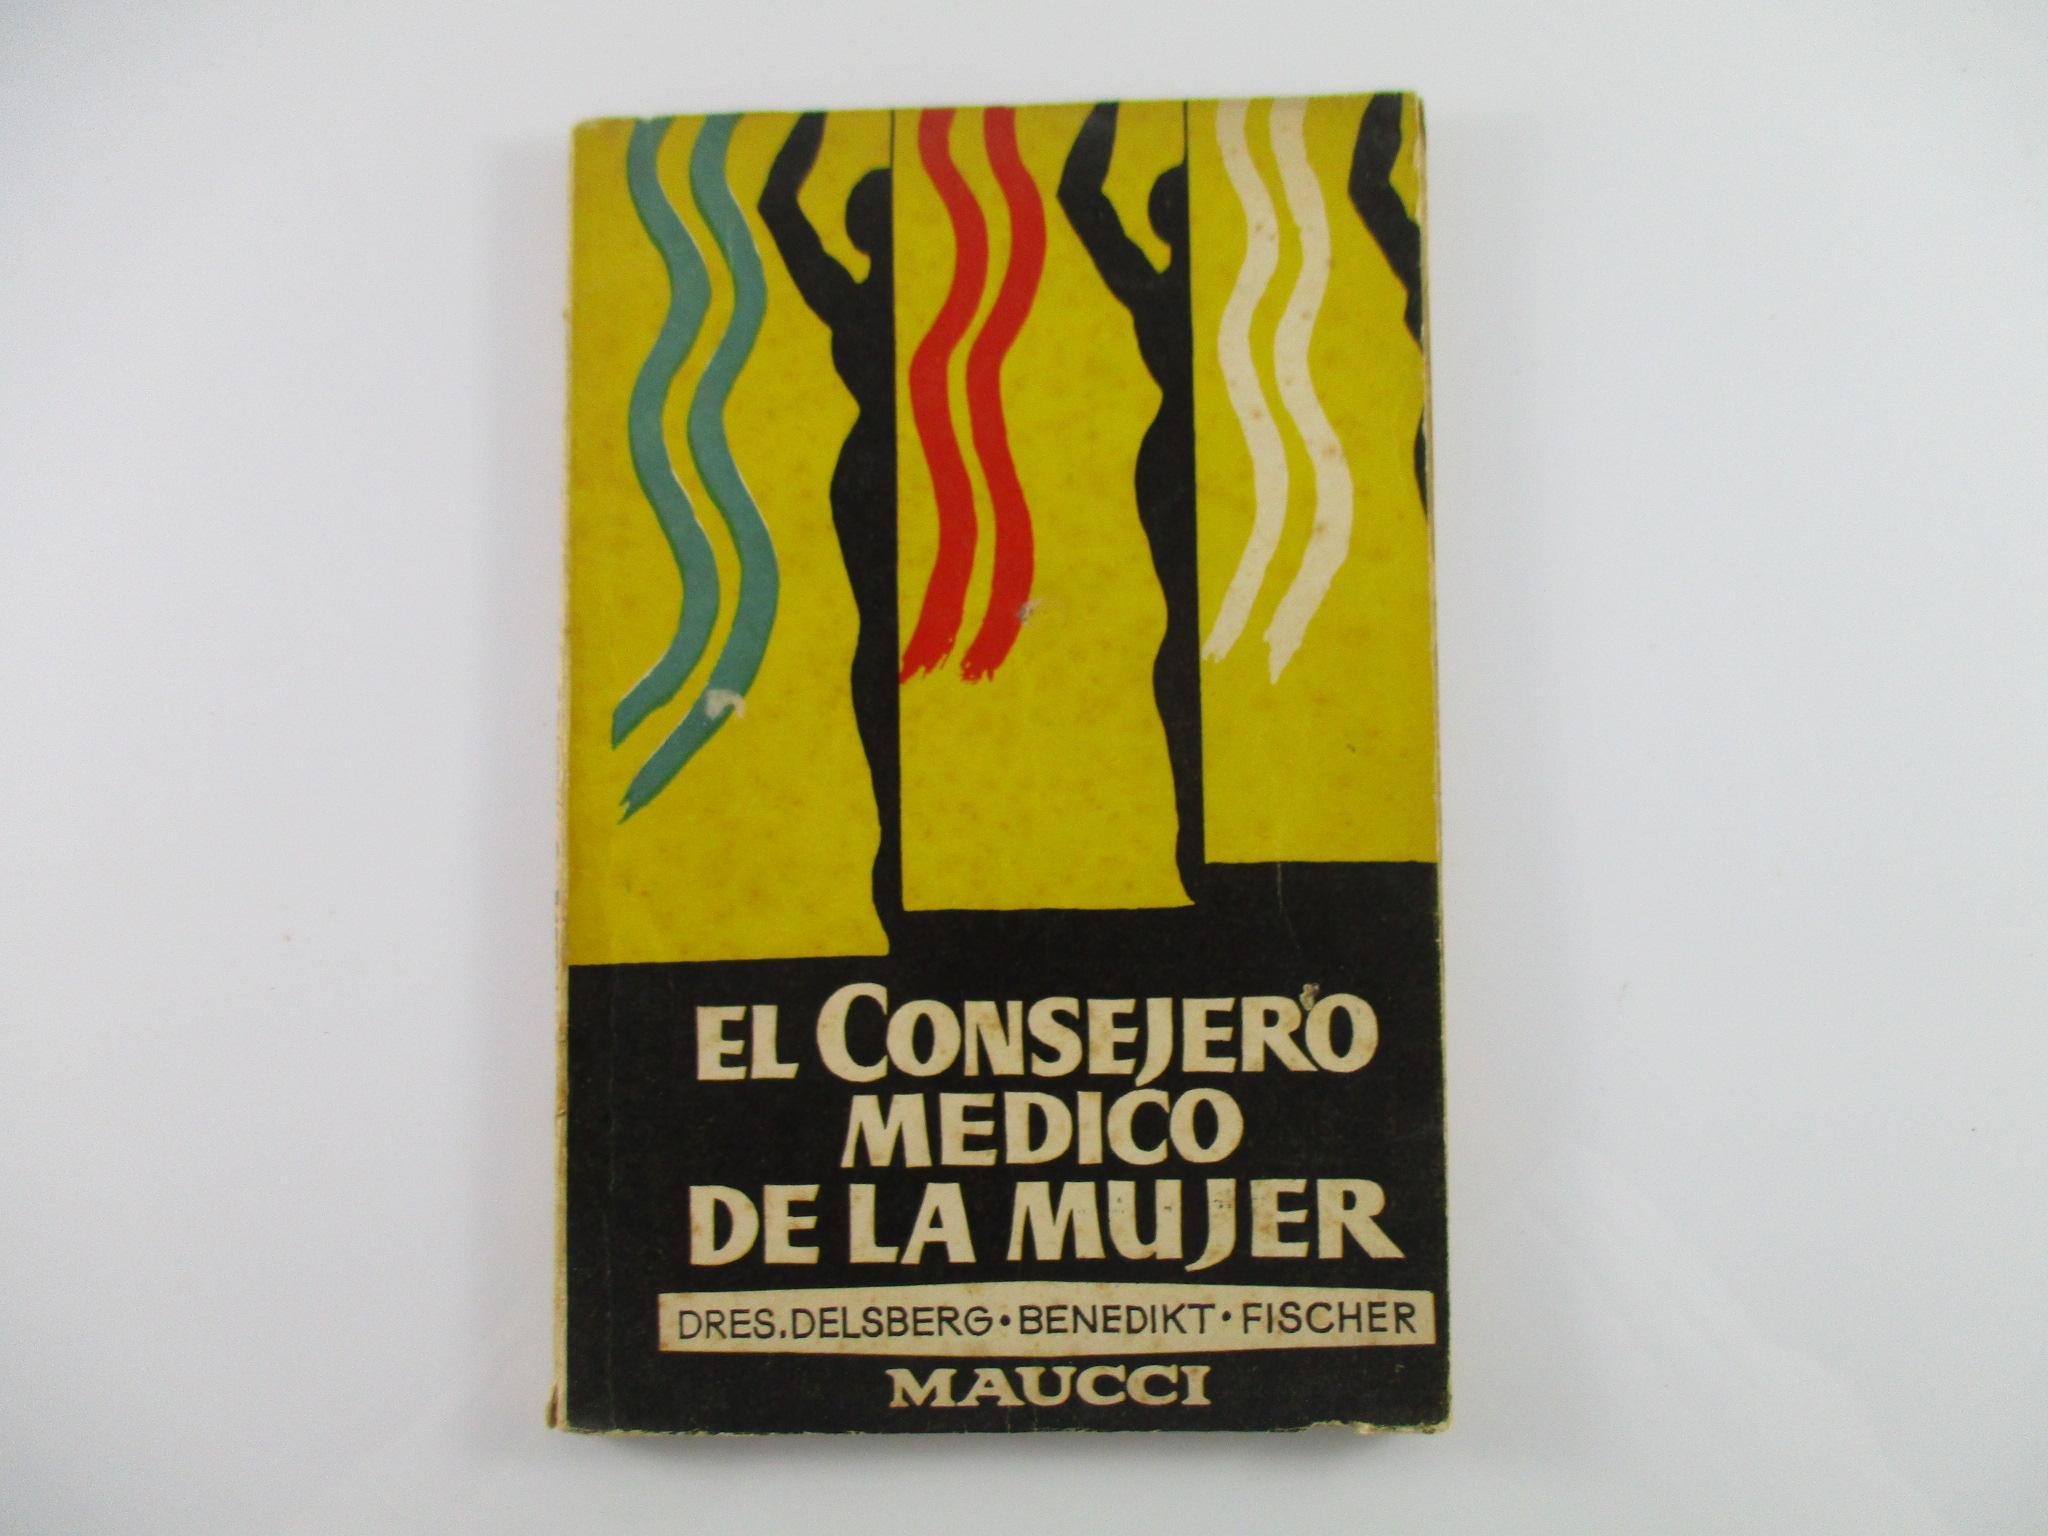 EL CONSEJERO
MEDICO
DE LA MUJER
DRES. DELSBERG • BENEDIKT • FISCHER
MAUCCI